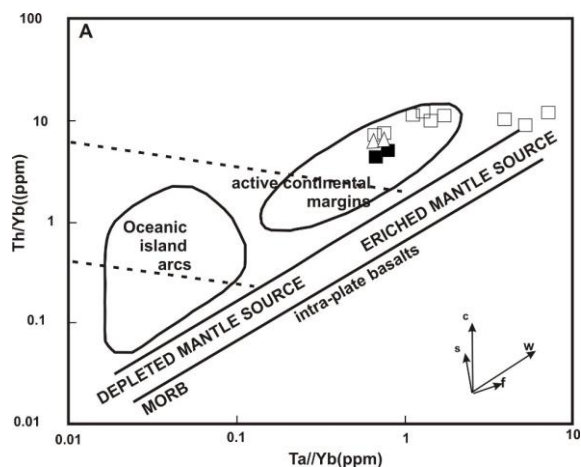 100
A
10
1
0.1
0.01
Th/Yb((ppm)
active continental
margins
Oceanic
island
arcs
ERICHED MANTLE SOURCE
DEPLETED MANTLE SOURCE
intra-plate basalts
MORB
c
s
w
f
0.01
0.1
1
10
Ta//Yb(ppm)